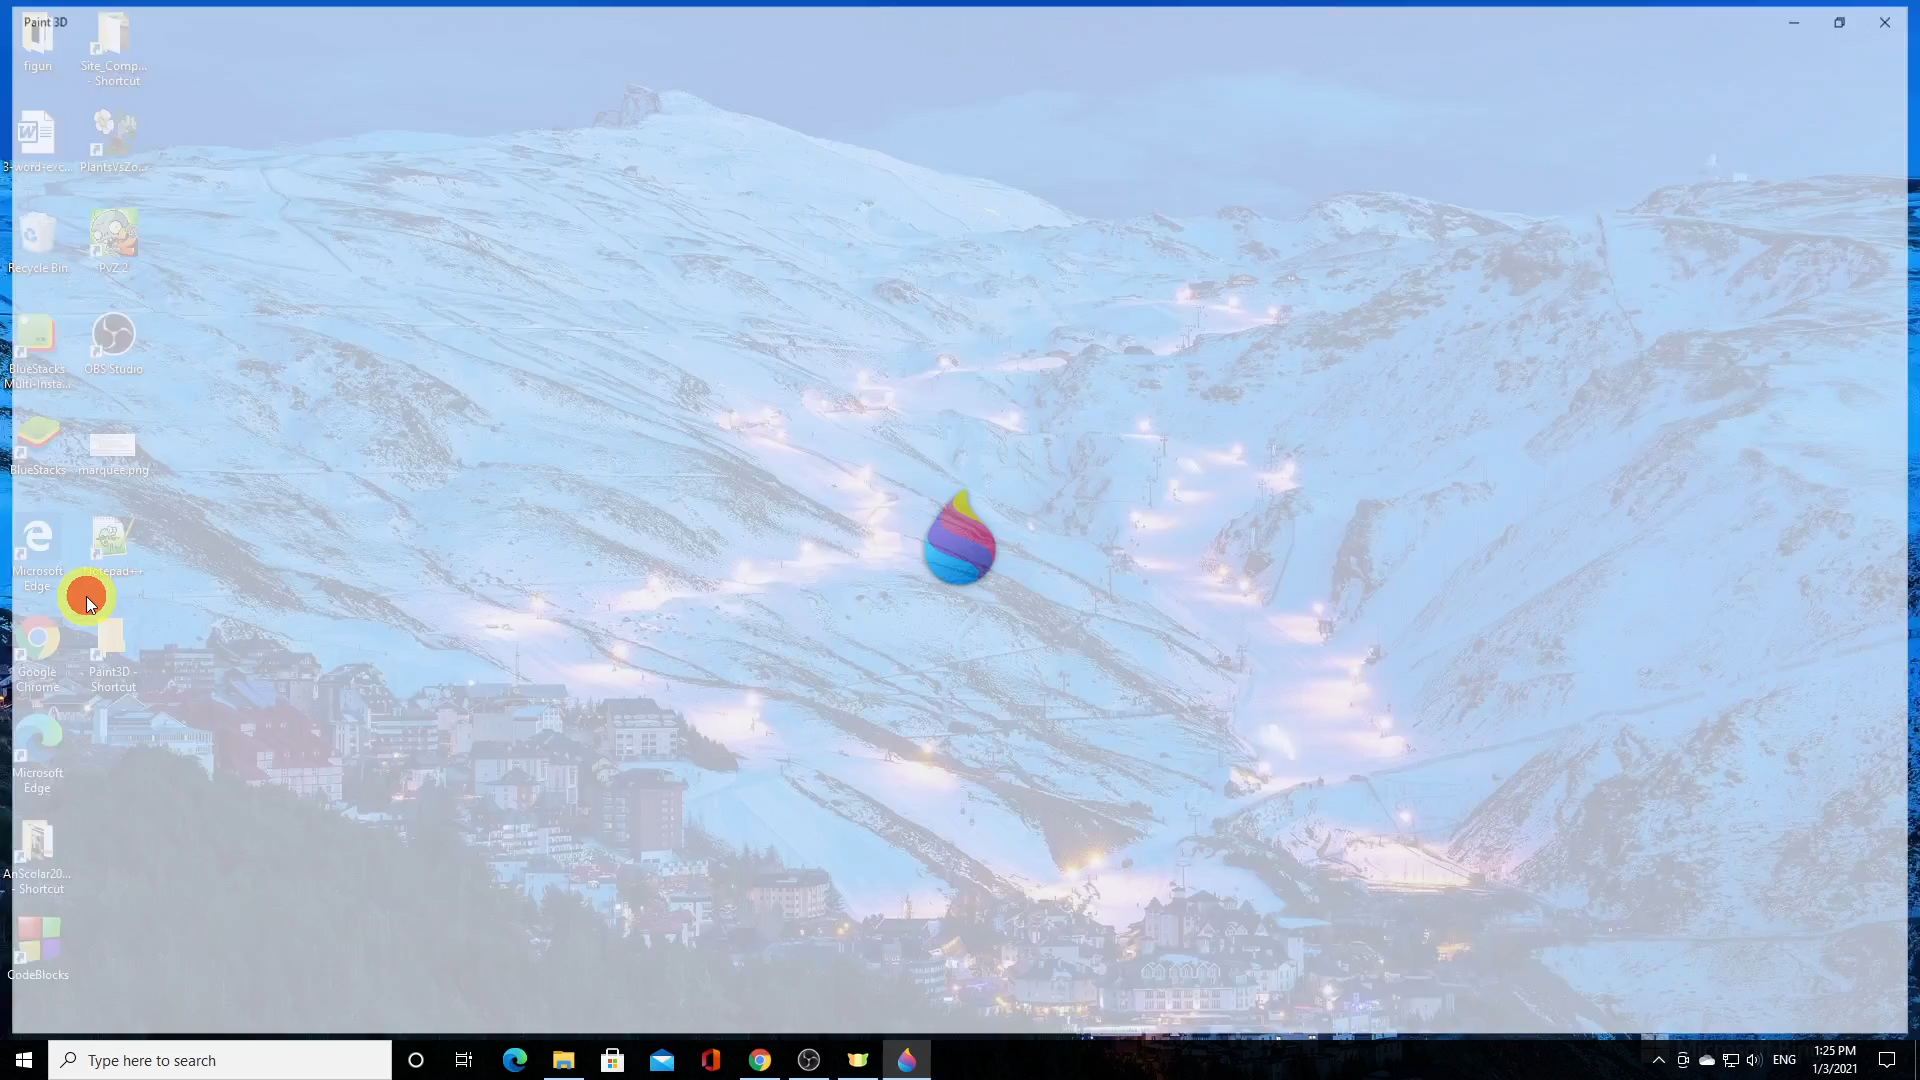 Paint 3D
figuri
Site_Comp...
- Shortcut
3-word-exc...
PlantsVsZo...
Recycle Bin
PvZ 2
BlueStacks
Multi-Insta...
OBS Studio
BlueStacks
marquee.png
Microsoft
Edge
Notepad++
Google
Chrome
Paint3D -
Shortcut
Microsoft
Edge
AnScolar20...
- Shortcut
CodeBlocks
Type here to search
ENG
1:25 PM
1/3/2021